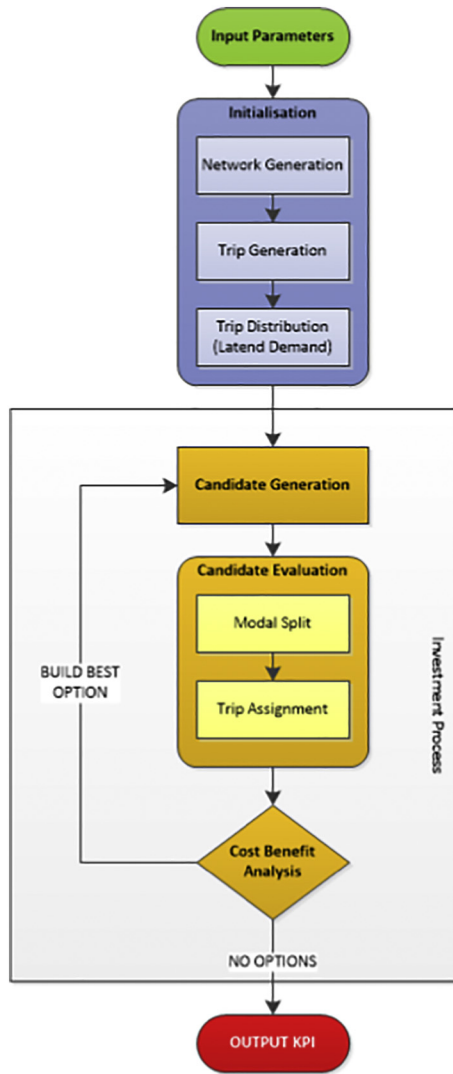 Input Parameters
Initialisation
Network Generation
Trip Generation
Trip Distribution
(Latend Demand)
Candidate Generation
Candidate Evaluation
Modal Split
Trip Assignment
Investment Process
BUILD BEST
OPTION
Cost Benefit
Analysis
NO OPTIONS
OUTPUT KPI